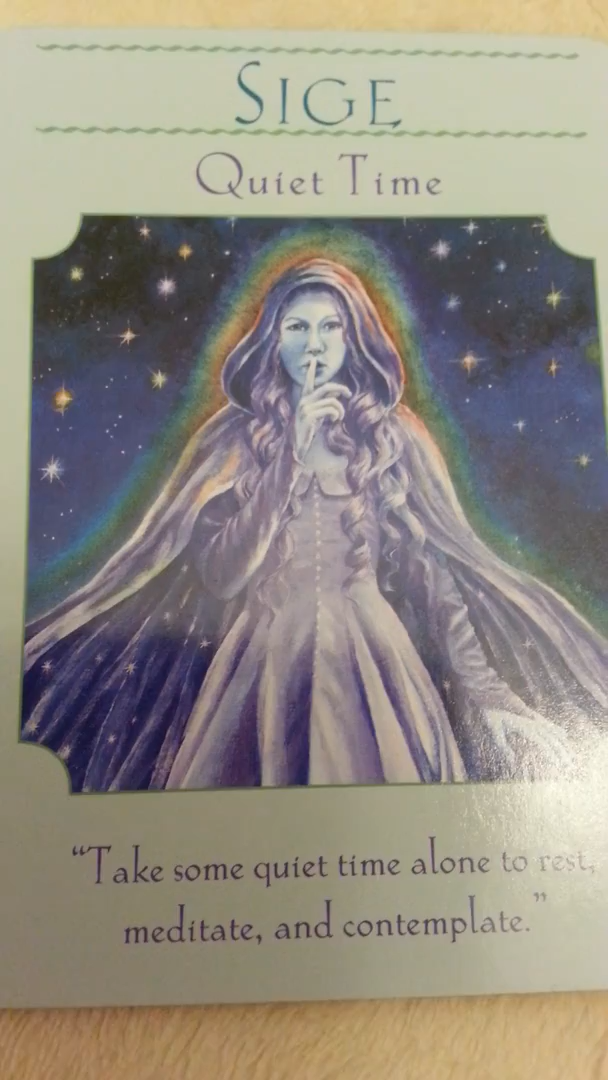 SIGE
Quiet Time
“Take some quiet time alone to rest,
meditate, and contemplate.”